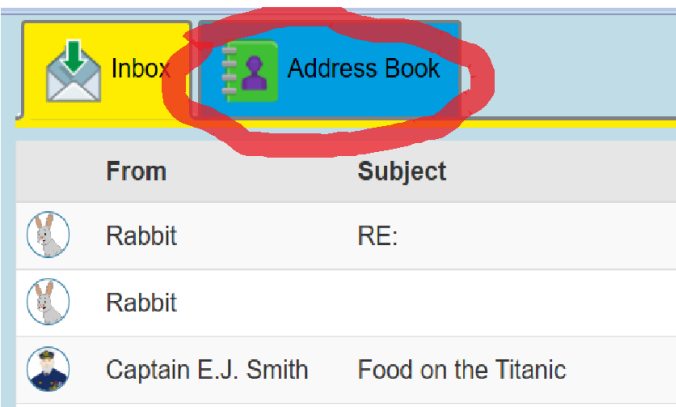 Inbox Address Book
From Subject
Rabbit RE:
Rabbit
Captain E.J. Smith Food on the Titanic